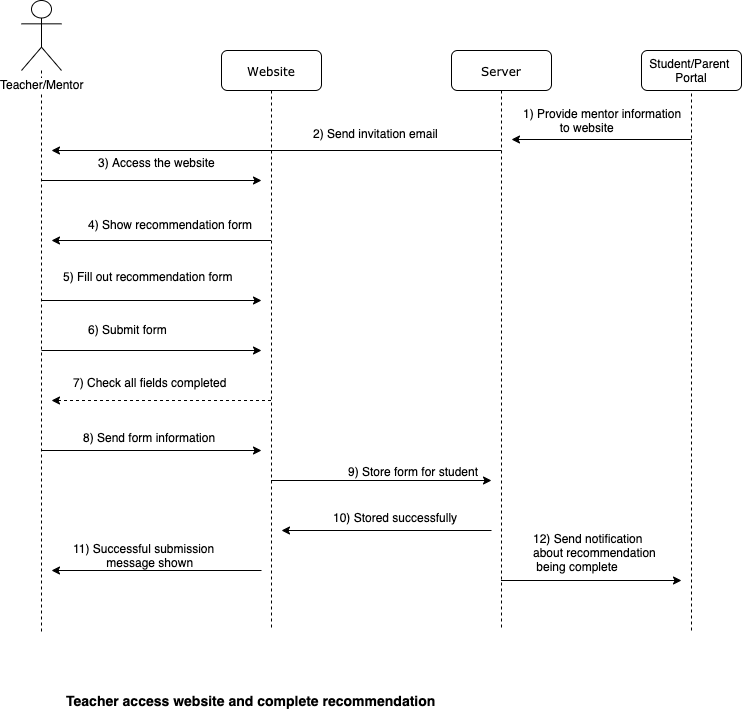 Teacher/Mentor
Website
Server
Student/Parent
Portal
1) Provide mentor information
to website
2) Send invitation email
3) Access the website
4) Show recommendation form
5) Fill out recommendation form
6) Submit form
7) Check all fields completed
8) Send form information
9) Store form for student
10) Stored successfully
11) Successful submission
message shown
12) Send notification
about recommendation
being complete
Teacher access website and complete recommendation